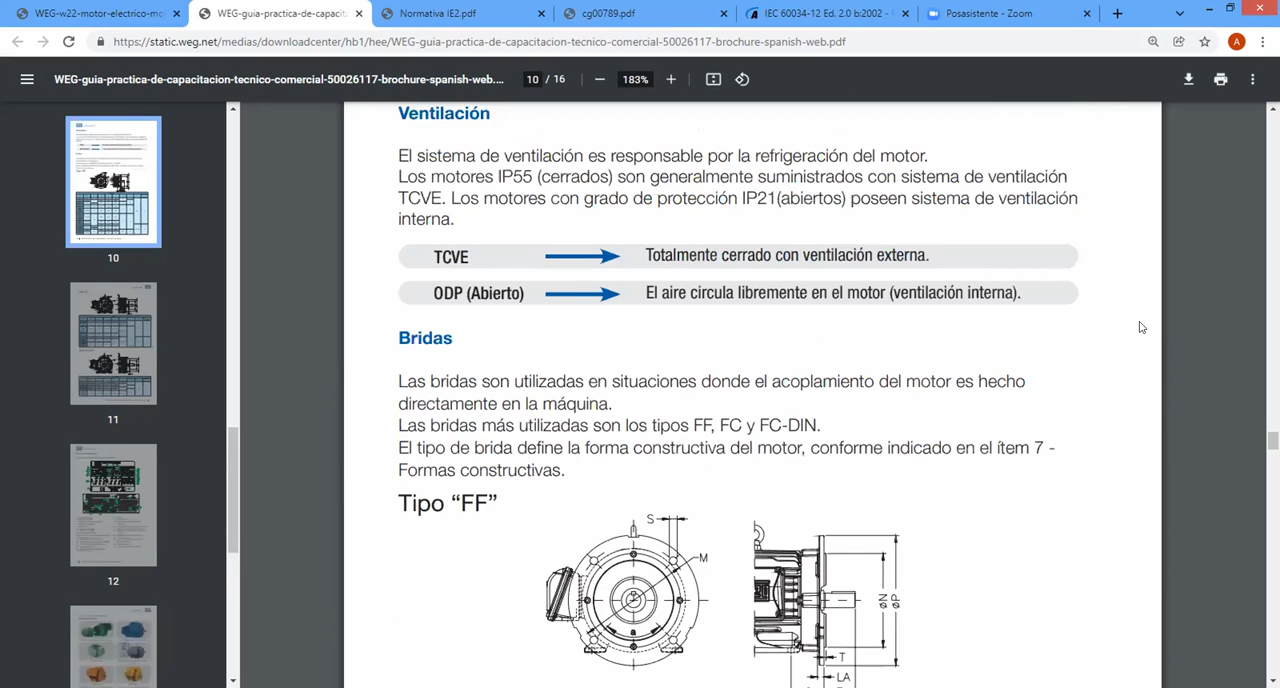 WEG-w22-motor-electrico-mo
WEG-guia-practica-de-capacita
Normativa IE2.pdf
cg00789.pdf
IEC 60034-12 Ed. 2.0 b:2002 -
Posasistente - Zoom
https://static.weg.net/medias/downloadcenter/hb1/hee/WEG-guia-practica-de-capacitacion-tecnico-comercial-50026117-brochure-spanish-web.pdf
A
WEG-guia-practica-de-capacitacion-tecnico-comercial-50026117-brochure-spanish-web....
10 / 16
183%
10
11
12
Ventilación
El sistema de ventilación es responsable por la refrigeración del motor.
Los motores IP55 (cerrados) son generalmente suministrados con sistema de ventilación
TCVE. Los motores con grado de protección IP21(abiertos) poseen sistema de ventilación
interna.
TCVE Totalmente cerrado con ventilación externa.
ODP (Abierto) El aire circula libremente en el motor (ventilación interna).
Bridas
Las bridas son utilizadas en situaciones donde el acoplamiento del motor es hecho
directamente en la máquina.
Las bridas más utilizadas son los tipos FF, FC y FC-DIN.
El tipo de brida define la forma constructiva del motor, conforme indicado en el ítem 7 -
Formas constructivas.
Tipo “FF”
S
M
a
ØN
ØP
T
LA